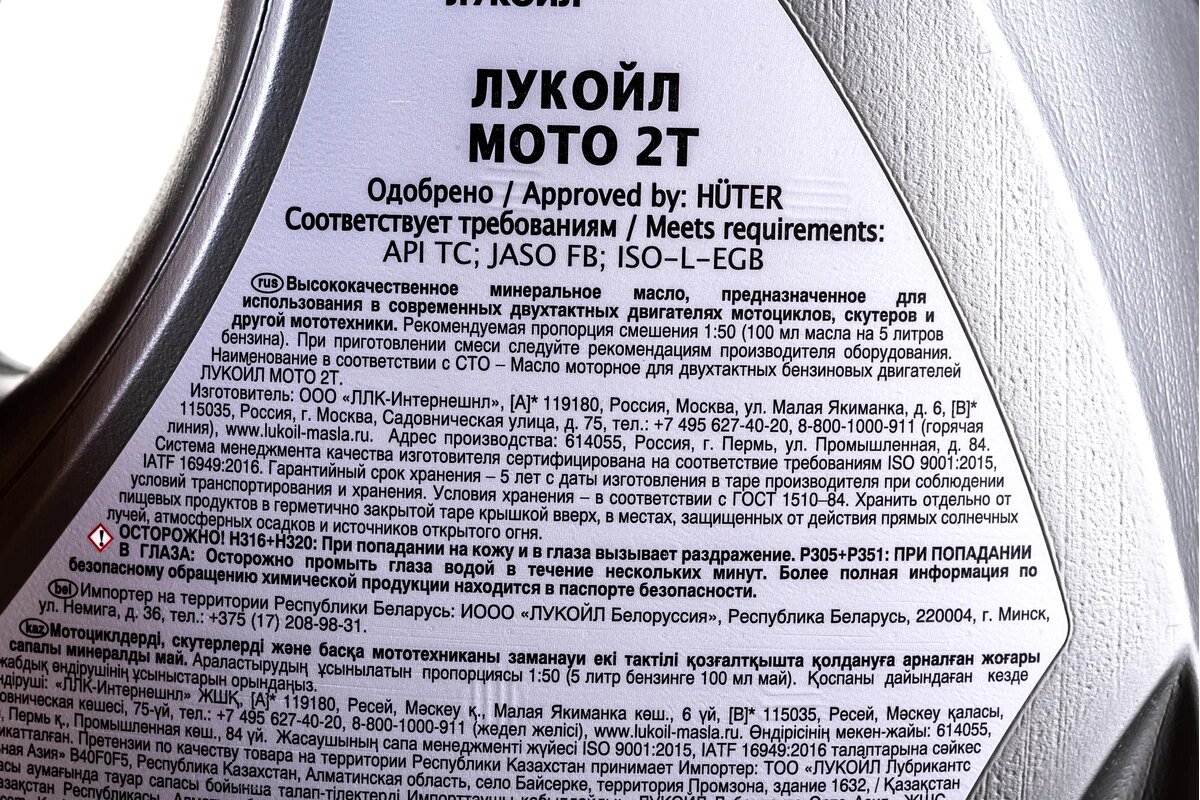 ЛУКОЙЛ
ЛУКОЙЛ
МОТО 2Т
Одобрено / Approved by: HÜTER
Соответствует требованиям / Meets requirements:
API TC; JASO FB; ISO-L-EGB
rus Высококачественное минеральное масло, предназначенное для
использования в современных двухтактных двигателях мотоциклов, скутеров и
другой мототехники. Рекомендуемая пропорция смешения 1:50 (100 мл масла на 5 литров
бензина). При приготовлении смеси следуйте рекомендациям производителя оборудования.
Наименование в соответствии с СТО – Масло моторное для двухтактных бензиновых двигателей
ЛУКОЙЛ МОТО 2Т.
Изготовитель: ООО «ЛЛК-Интернешнл», [A]* 119180, Россия, Москва, ул. Малая Якиманка, д. 6, [B]*
115035, Россия, г. Москва, Садовническая улица, д. 75, тел.: +7 495 627-40-20, 8-800-1000-911 (горячая
линия), www.lukoil-masla.ru. Адрес производства: 614055, Россия, г. Пермь, ул. Промышленная, д. 84.
Система менеджмента качества изготовителя сертифицирована на соответствие требованиям ISO 9001:2015,
IATF 16949:2016. Гарантийный срок хранения – 5 лет с даты изготовления в таре производителя при соблюдении
условий транспортирования и хранения. Условия хранения – в соответствии с ГОСТ 1510–84. Хранить отдельно от
пищевых продуктов в герметично закрытой таре крышкой вверх, в местах, защищенных от действия прямых солнечных
лучей, атмосферных осадков и источников открытого огня.
ОСТОРОЖНО! H316+H320: При попадании на кожу и в глаза вызывает раздражение. P305+P351: ПРИ ПОПАДАНИИ
В ГЛАЗА: Осторожно промыть глаза водой в течение нескольких минут. Более полная информация по
безопасному обращению химической продукции находится в паспорте безопасности.
bel Импортер на территории Республики Беларусь: ИООО «ЛУКОЙЛ Белоруссия», Республика Беларусь, 220004, г. Минск,
ул. Немига, д. 36, тел.: +375 (17) 208-98-31.
kaz Мотоциклдерді, скутерлерді және басқа мототехниканы заманауи екі тактілі қозғалтқышта қолдануға арналған жоғары
сапалы минералды май. Араластырудың ұсынылатын пропорциясы 1:50 (5 литр бензинге 100 мл май). Қоспаны дайындаған кезде
жабдық өндірушінің ұсыныстарын орындаңыз.
«ЛЛК-Интернешнл» ЖШҚ, [A]* 119180, Ресей, Мәскеу қ., Малая Якиманка көш., 6 үй, [B]* 115035, Ресей, Мәскеу қаласы,
көшесі, 75-үй, тел.: +7 495 627-40-20, 8-800-1000-911 (жедел желісі), www.lukoil-masla.ru. Өндірісінің мекен-жайы: 614055,
Пермь қ., Промышленная көш., 84 үй. Жасаушының сапа менеджменті жүйесі ISO 9001:2015, IATF 16949:2016 талаптарына сәйкес
Претензии по качеству товара на территории Республики Казахстан принимает Импортер: ТОО «ЛУКОЙЛ Лубрикантс
Азия» B40F0F5, Республика Казахстан, Алматинская область, село Байсерке, территория Промзона, здание 1632, / Қазақстан
аумағында тауар сапасы бойынша талап-тілектерді